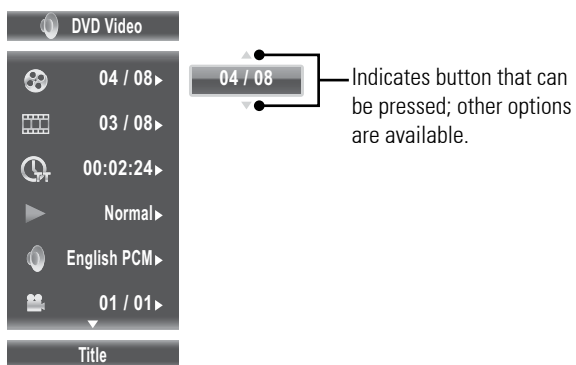 DVD Video
04 / 08
03 / 08
PT
00:02:24
Normal
English PCM
01 / 01
Title
04 / 08
Indicates button that can
be pressed; other options
are available.